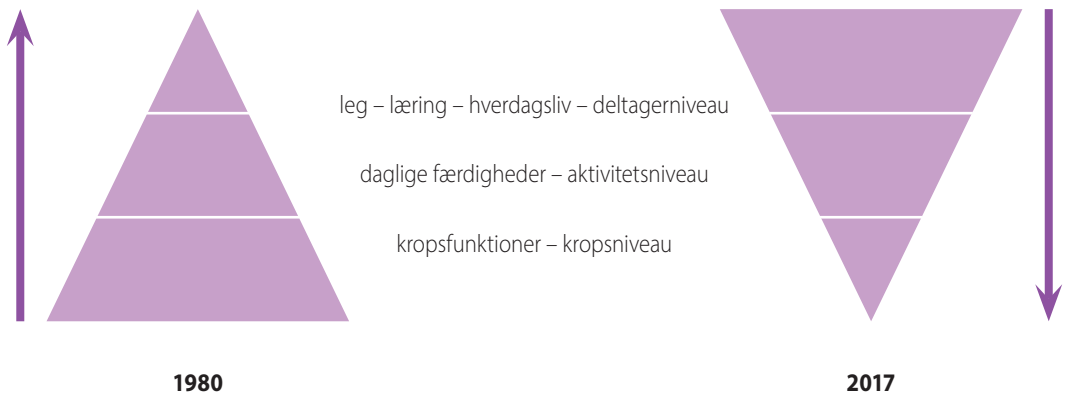 leg – læring – hverdagsliv – deltagerniveau
daglige færdigheder – aktivitetsniveau
kropsfunktioner – kropsniveau
1980
2017